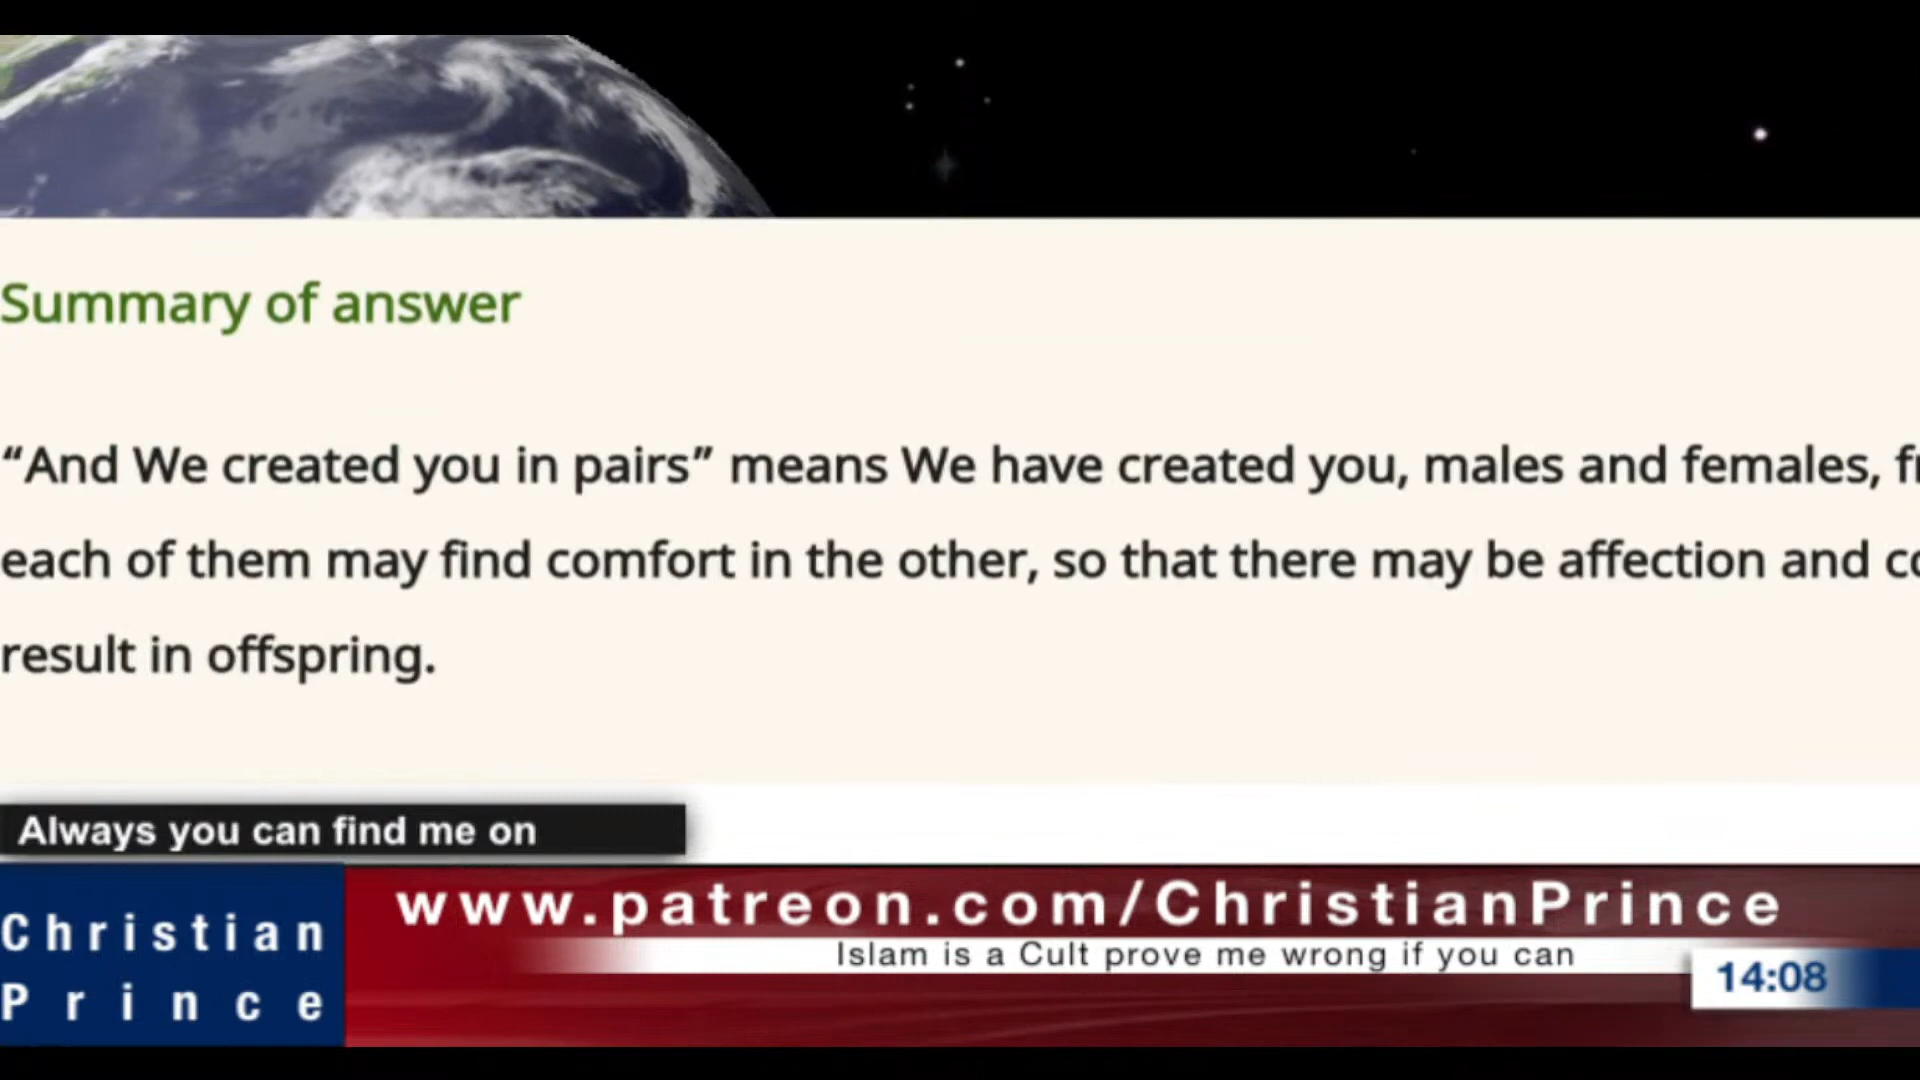 Summary of answer
“And We created you in pairs” means We have created you, males and females,
each of them may find comfort in the other, so that there may be affection and
result in offspring.
Always you can find me on
www.patreon.com/ChristianPrince
Christian
Prince
Islam is a Cult prove me wrong if you can
14:08